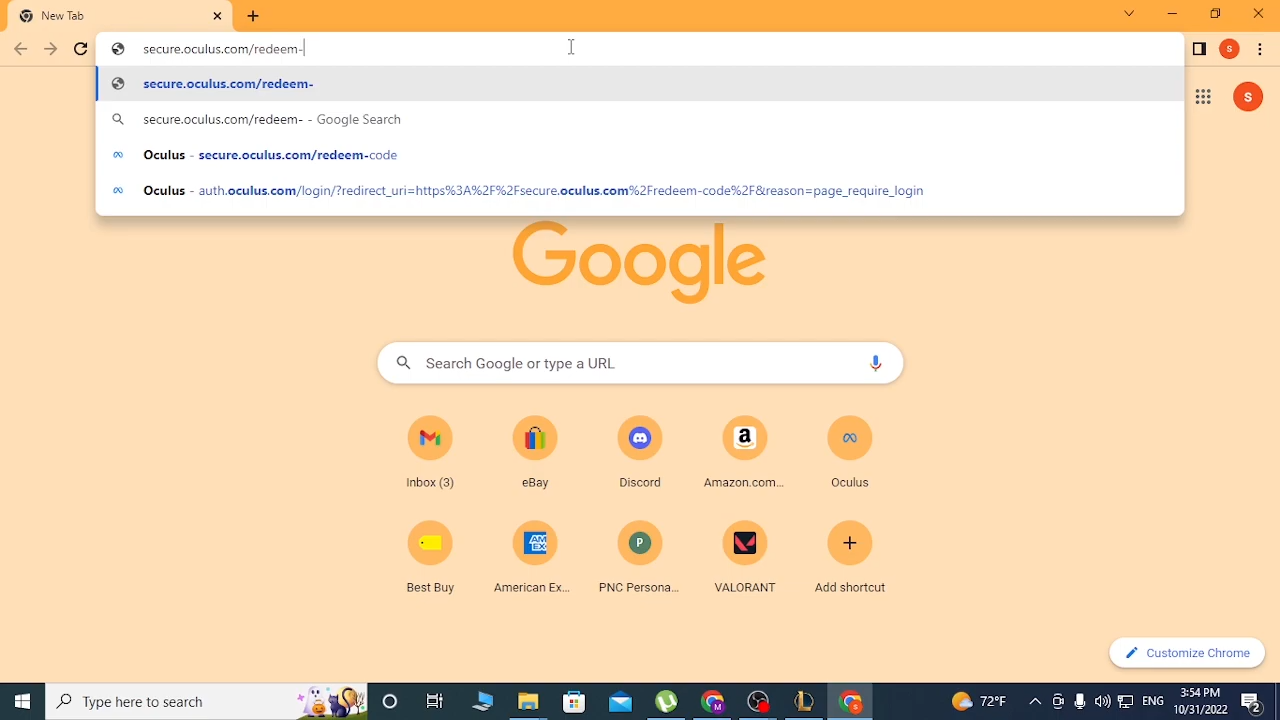 New Tab
secure.oculus.com/redeem-
S
secure.oculus.com/redeem-
secure.oculus.com/redeem- - Google Search
Oculus - secure.oculus.com/redeem-code
Oculus - auth.oculus.com/login/?redirect_uri=https%3A%2F%2Fsecure.oculus.com%2Fredeem-code%2F&reason=page_require_login
S
Google
Search Google or type a URL
a
AM
EX
P
Inbox (3)
eBay
Discord
Amazon.com...
Oculus
Best Buy
American Ex...
PNC Persona...
VALORANT
Add shortcut
Customize Chrome
Type here to search
M
S
72°F
ENG
3:54 PM
10/31/2022
2